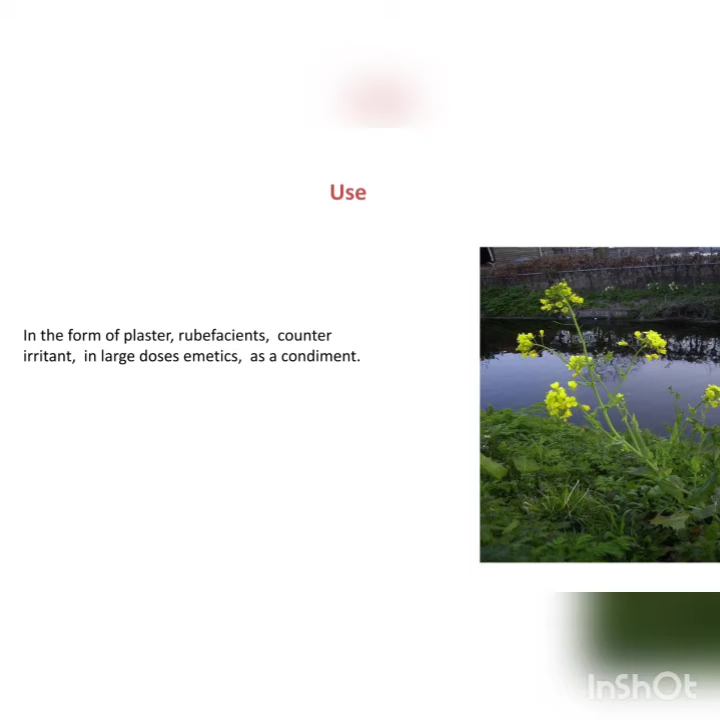 Use
In the form of plaster, rubefacients,  counter
irritant,  in large doses emetics,  as a condiment.
InShOt